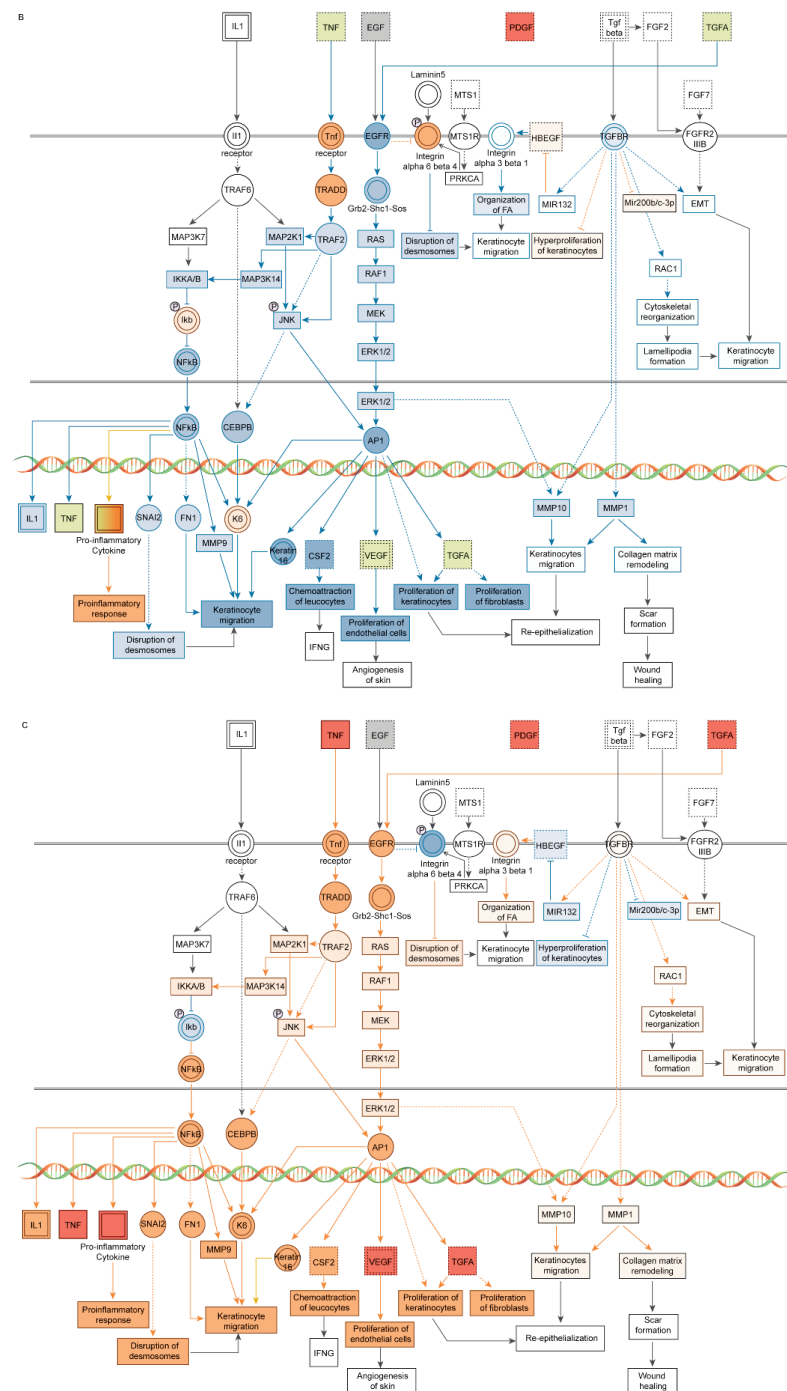 B
IL1
TNF
EGF
PDGF
Tgf
beta
FGF2
TGFA
Laminin5
MTS1
FGF7
P
Il1
receptor
Tnf
receptor
EGFR
Integrin
alpha 6 beta 4
MTS1R
PRKCA
Integrin
alpha 3 beta 1
HBEGF
TGFBR
FGFR2
IIIB
TRAF6
TRADD
Grb2-Shc1-Sos
Organization
of FA
MIR132
Mir200b/c-3p
EMT
MAP3K7
MAP2K1
TRAF2
RAS
Disruption of
desmosomes
Keratinocyte
migration
Hyperproliferation
of keratinocytes
IKKA/B
MAP3K14
RAF1
RAC1
P
Ikb
P
JNK
MEK
Cytoskeletal
reorganization
NFkB
ERK1/2
Lamellipodia
formation
Keratinocyte
migration
ERK1/2
NFkB
CEBPB
AP1
IL1
TNF
Pro-inflammatory
Cytokine
SNAI2
FN1
K6
MMP9
Keratin
16
CSF2
VEGF
TGFA
MMP10
MMP1
Keratinocytes
migration
Collagen matrix
remodeling
Proinflammatory
response
Keratinocyte
migration
Chemoattraction
of leucocytes
Proliferation of
keratinocytes
Proliferation
of fibroblasts
Disruption of
desmosomes
IFNG
Proliferation of
endothelial cells
Re-epithelialization
Scar
formation
Angiogenesis
of skin
Wound
healing
C
IL1
TNF
EGF
PDGF
Tgf
beta
FGF2
TGFA
Laminin5
MTS1
FGF7
P
Il1
receptor
Tnf
receptor
EGFR
Integrin
alpha 6 beta 4
MTS1R
PRKCA
Integrin
alpha 3 beta 1
HBEGF
TGFBR
FGFR2
IIIB
TRAF6
TRADD
Grb2-Shc1-Sos
Organization
of FA
MIR132
Mir200b/c-3p
EMT
MAP3K7
MAP2K1
TRAF2
RAS
Disruption of
desmosomes
Keratinocyte
migration
Hyperproliferation
of keratinocytes
IKKA/B
MAP3K14
RAF1
RAC1
P
Ikb
P
JNK
MEK
Cytoskeletal
reorganization
NFkB
ERK1/2
Lamellipodia
formation
Keratinocyte
migration
ERK1/2
NFkB
CEBPB
AP1
IL1
TNF
Pro-inflammatory
Cytokine
SNAI2
FN1
K6
MMP9
Keratin
16
CSF2
VEGF
TGFA
MMP10
MMP1
Keratinocytes
migration
Collagen matrix
remodeling
Proinflammatory
response
Keratinocyte
migration
Chemoattraction
of leucocytes
Proliferation of
keratinocytes
Proliferation
of fibroblasts
Disruption of
desmosomes
IFNG
Proliferation of
endothelial cells
Re-epithelialization
Scar
formation
Angiogenesis
of skin
Wound
healing